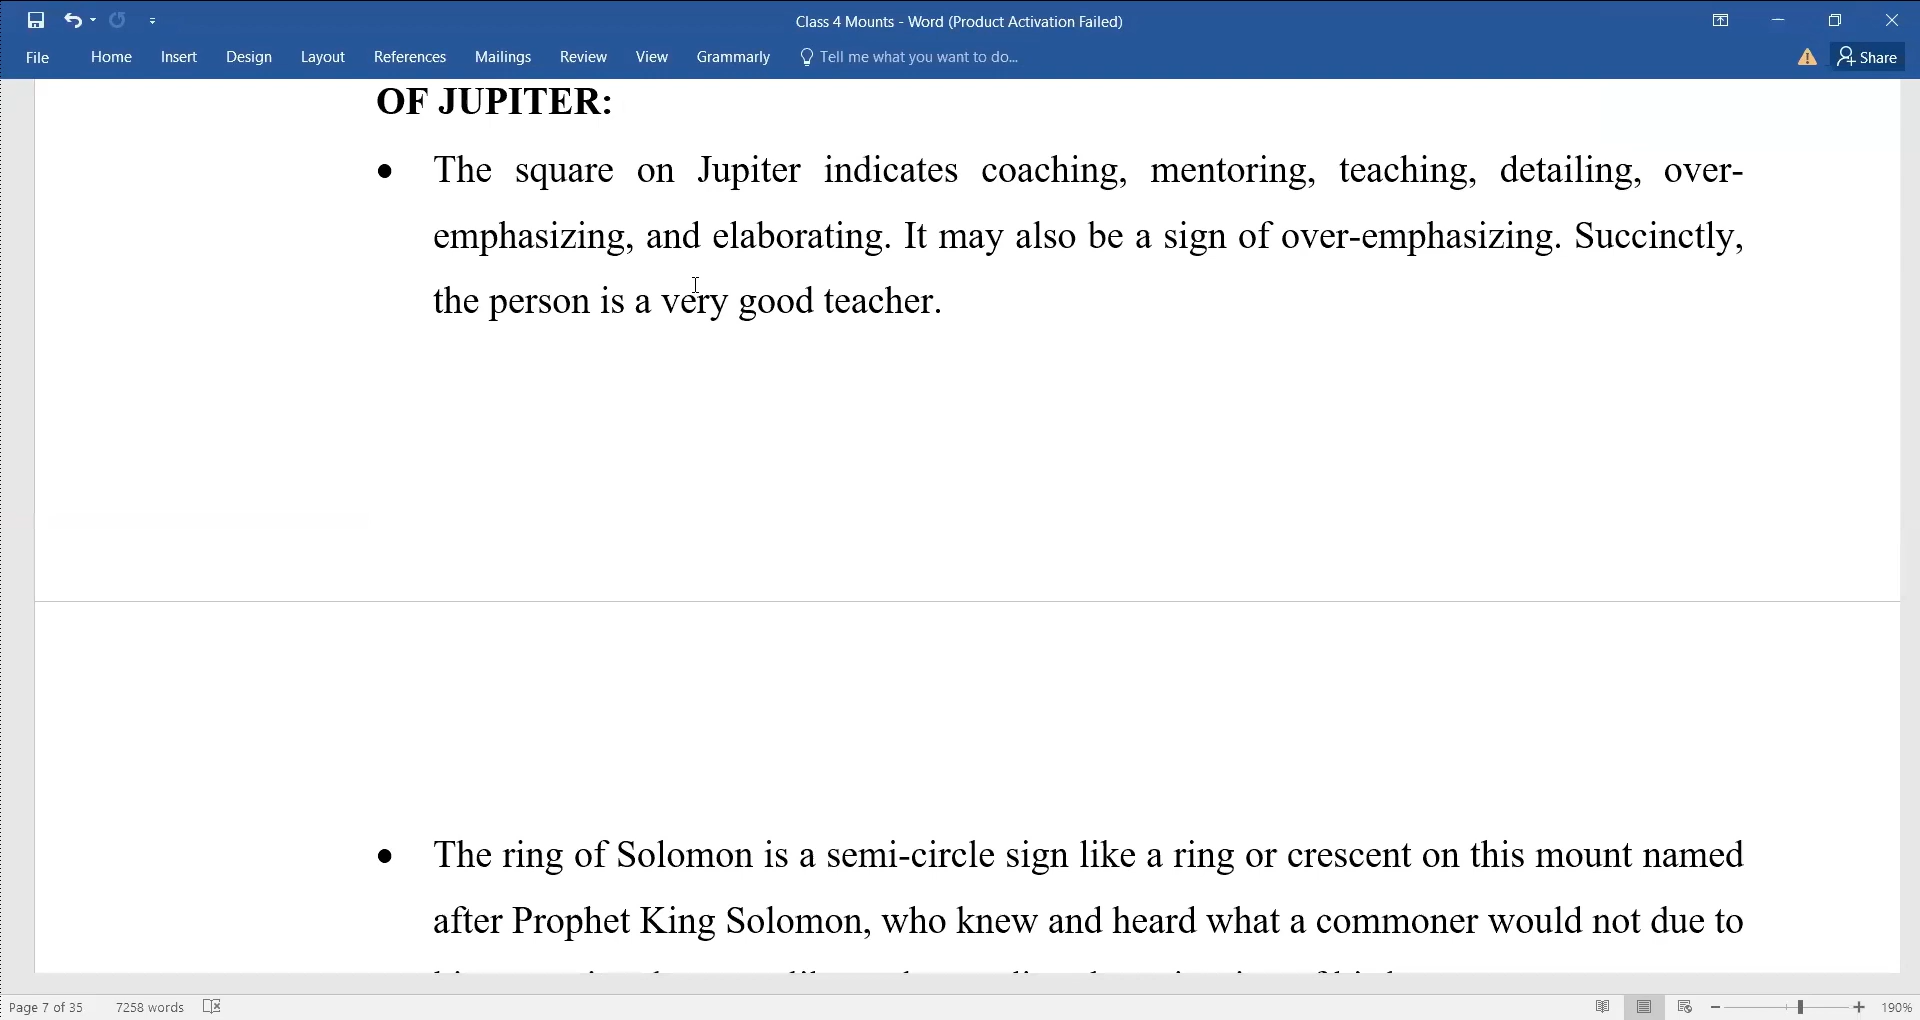 Class 4 Mounts - Word (Product Activation Failed)
File Home Insert Design Layout References Mailings Review View Grammarly Tell me what you want to do... Share
OF JUPITER:
• The square on Jupiter indicates coaching, mentoring, teaching, detailing, over-
emphasizing, and elaborating. It may also be a sign of over-emphasizing. Succinctly,
the person is a very good teacher.
• The ring of Solomon is a semi-circle sign like a ring or crescent on this mount named
after Prophet King Solomon, who knew and heard what a commoner would not due to
Page 7 of 35 7258 words 190%